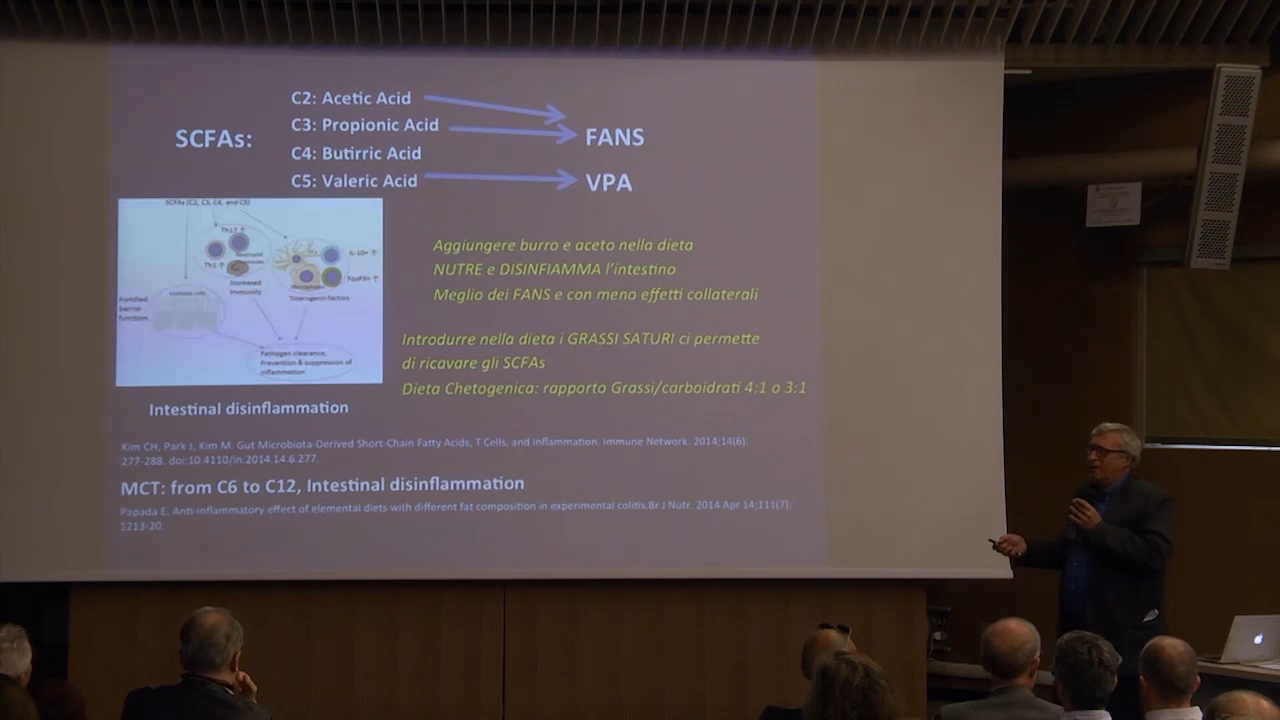 C2: Acetic Acid
C3: Propionic Acid
SCFAs:
FANS
C4: Butirric Acid
C5: Valeric Acid
VPA
SCFAs (C2, C3, C4, and C5)
Th17 ↑
Th1 ↑
IL-10+ ↑
FoxP3+ ↑
Macrophages
Increased
immunity
Tolerogenic factors
Fortified
barrier
function
Pathogen clearance,
Prevention & suppression of
inflammation
Aggiungere burro e aceto nella dieta
NUTRE e DISINFIAMMA l'intestino
Meglio dei FANS e con meno effetti collaterali
Introdurre nella dieta i GRASSI SATURI ci permette
di ricavare gli SCFAs
Dieta Chetogenica: rapporto Grassi/carboidrati 4:1 o 3:1
Intestinal disinflammation
Kim CH, Park J, Kim M. Gut Microbiota-Derived Short-Chain Fatty Acids, T Cells, and Inflammation. Immune Network. 2014;14(6):
277-288. doi:10.4110/in.2014.14.6.277.
MCT: from C6 to C12, Intestinal disinflammation
Papada E. Anti-inflammatory effect of elemental diets with different fat composition in experimental colitis.Br J Nutr. 2014 Apr 14;111(7):
1213-20.